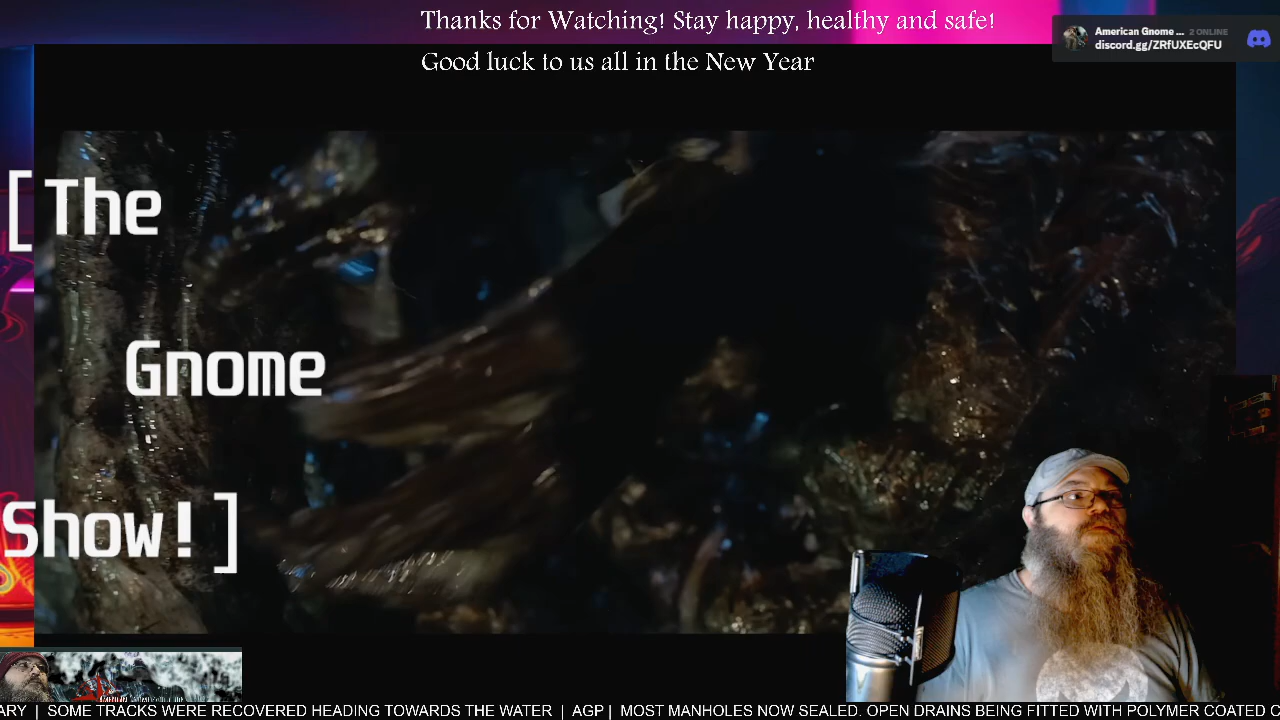 Thanks for Watching! Stay happy, healthy and safe!
Good luck to us all in the New Year
American Gnome ... 2 ONLINE
discord.gg/ZRfUXEcQFU
[The
Gnome
Show!]
ARY | SOME TRACKS WERE RECOVERED HEADING TOWARDS THE WATER | AGP | MOST MANHOLES NOW SEALED. OPEN DRAINS BEING FITTED WITH POLYMER COATED C